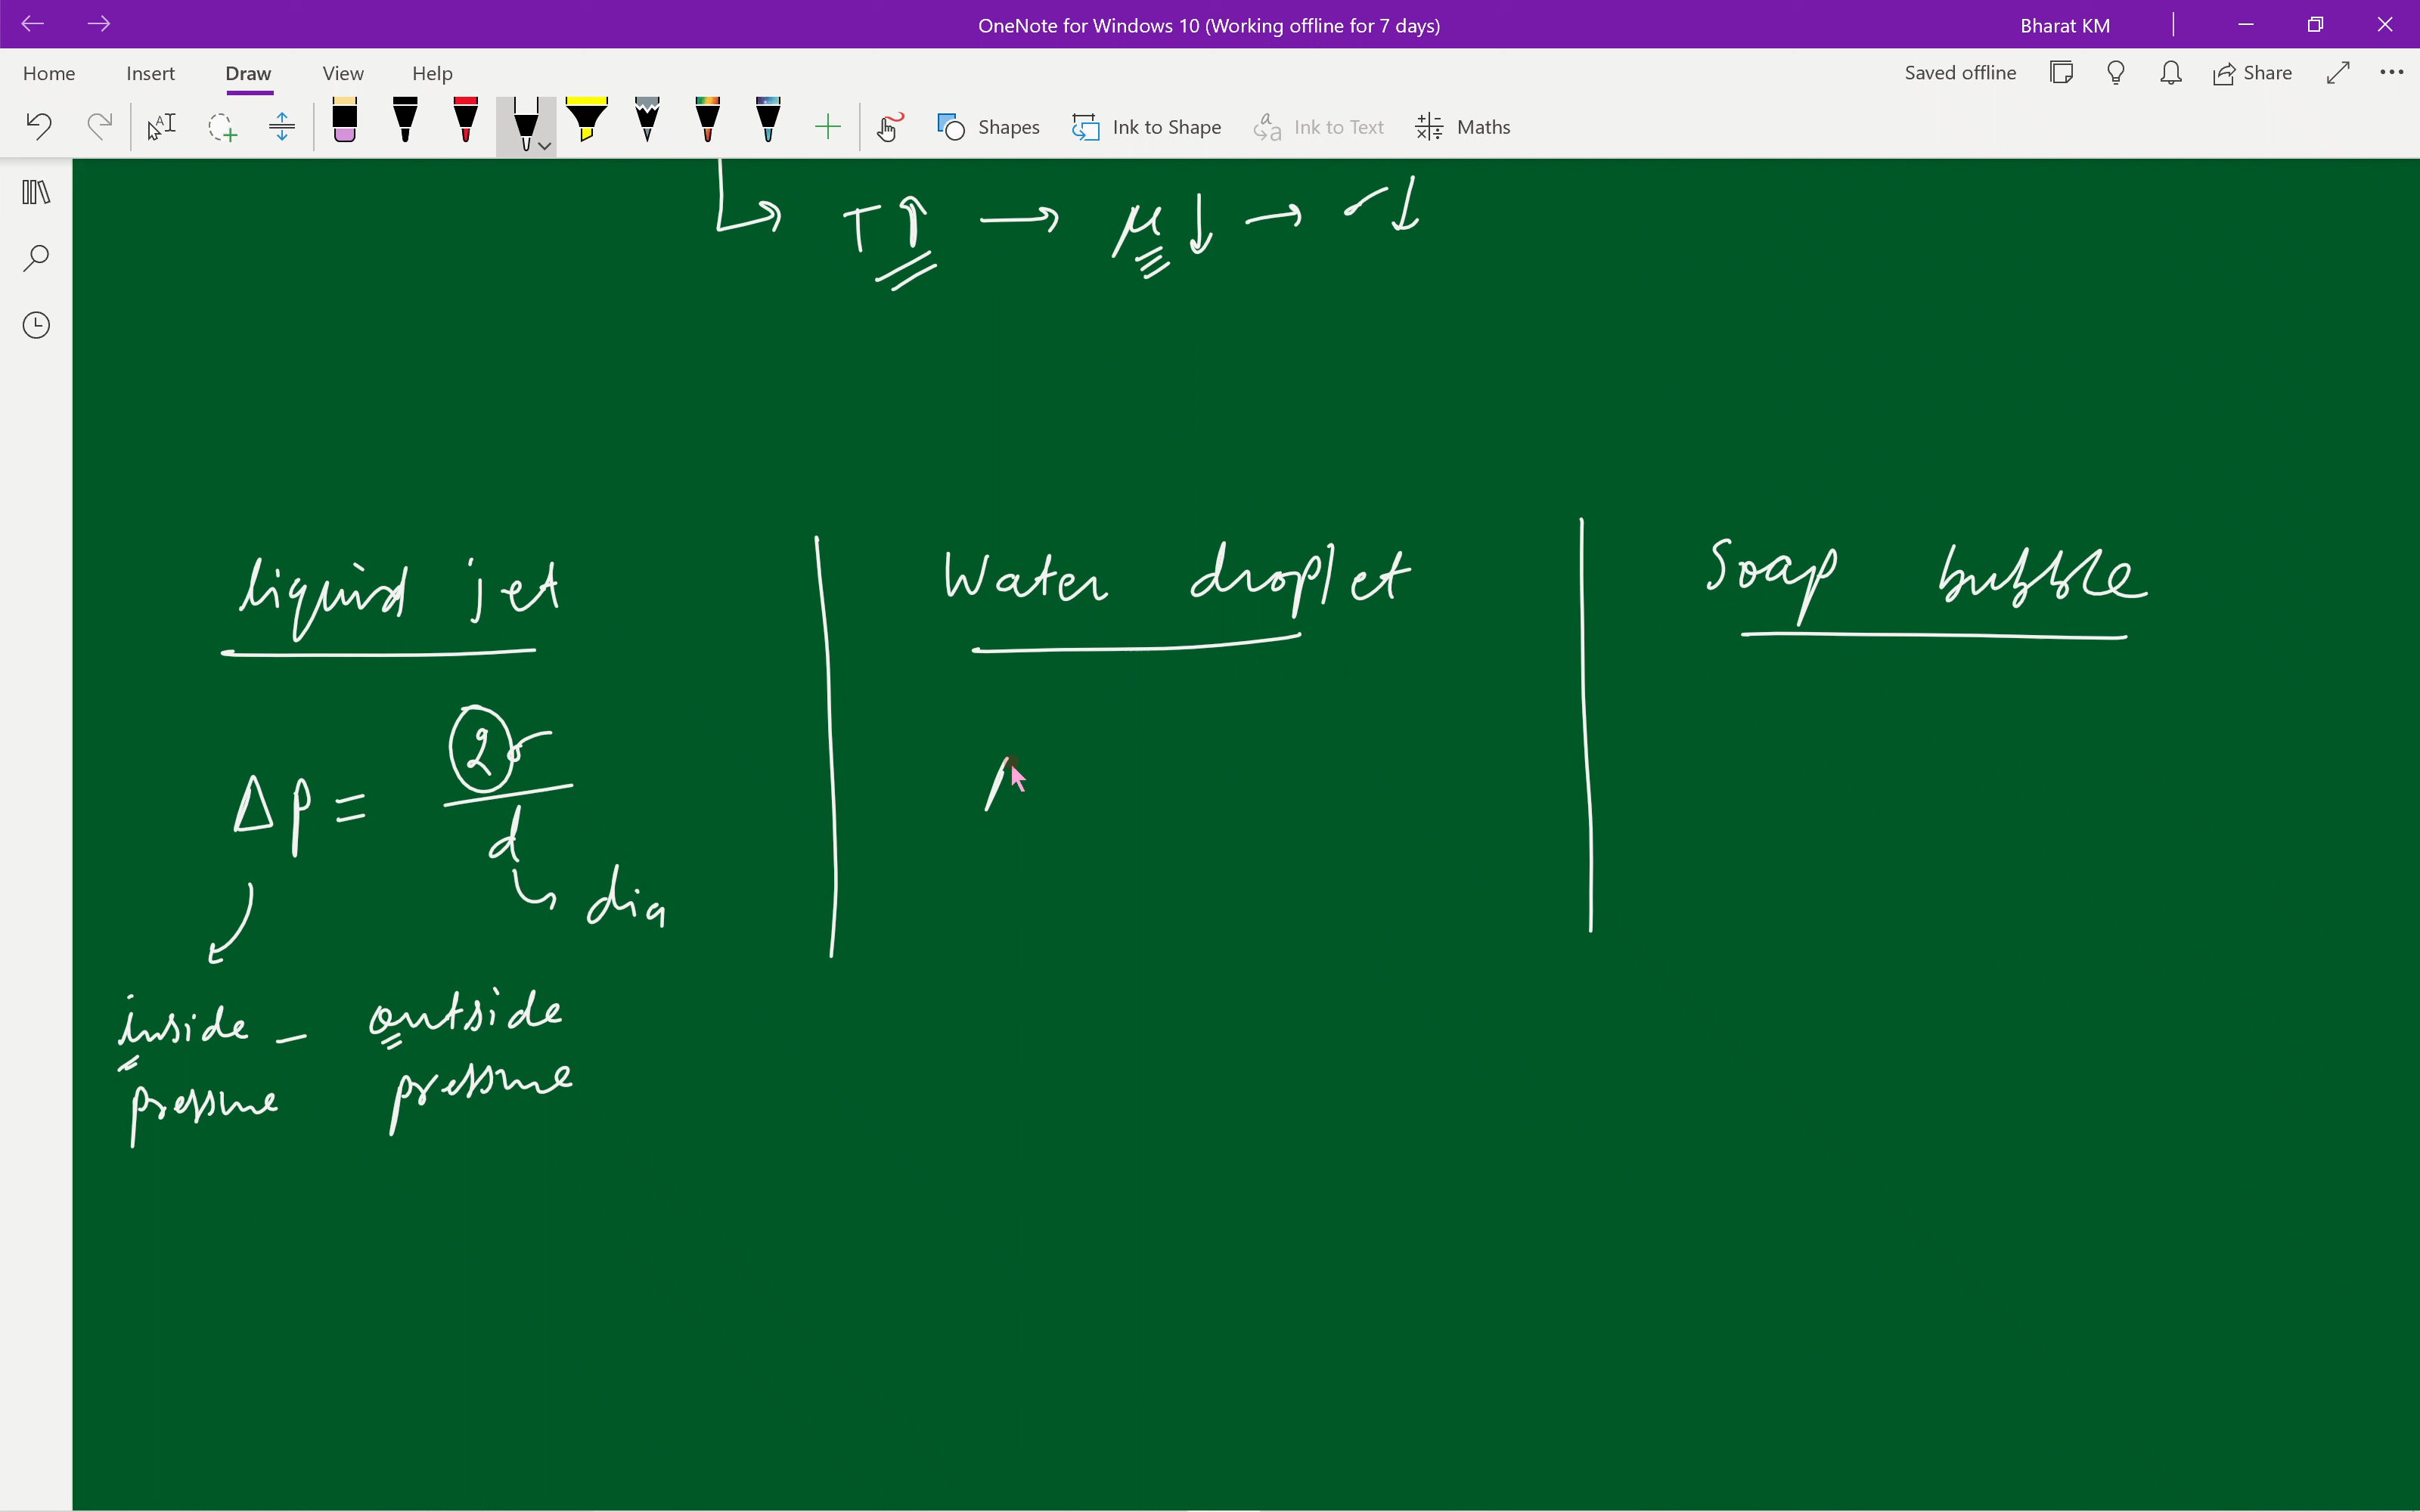 OneNote for Windows 10 (Working offline for 7 days)
Bharat KM
Home Insert Draw View Help
Saved offline
Share
Shapes
Ink to Shape
Ink to Text
Maths
T↑ → μ↓ → σ↓
liquid jet
Water droplet
Soap bubble
Δp = 2σ / d
dia
inside - outside
pressure pressure